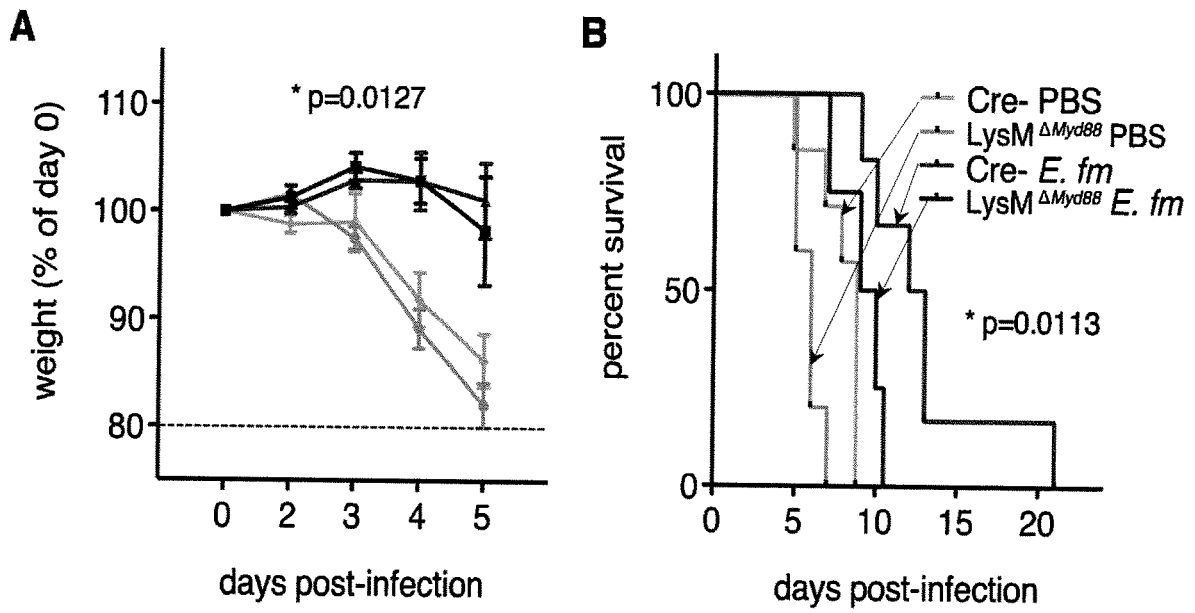 A
weight (% of day 0)
110
100
90
80
* p=0.0127
0 2 3 4 5
days post-infection
B
percent survival
100
50
0
Cre- PBS
LysM ΔMyd88 PBS
Cre- E. fm
LysM ΔMyd88 E. fm
* p=0.0113
0 5 10 15 20
days post-infection